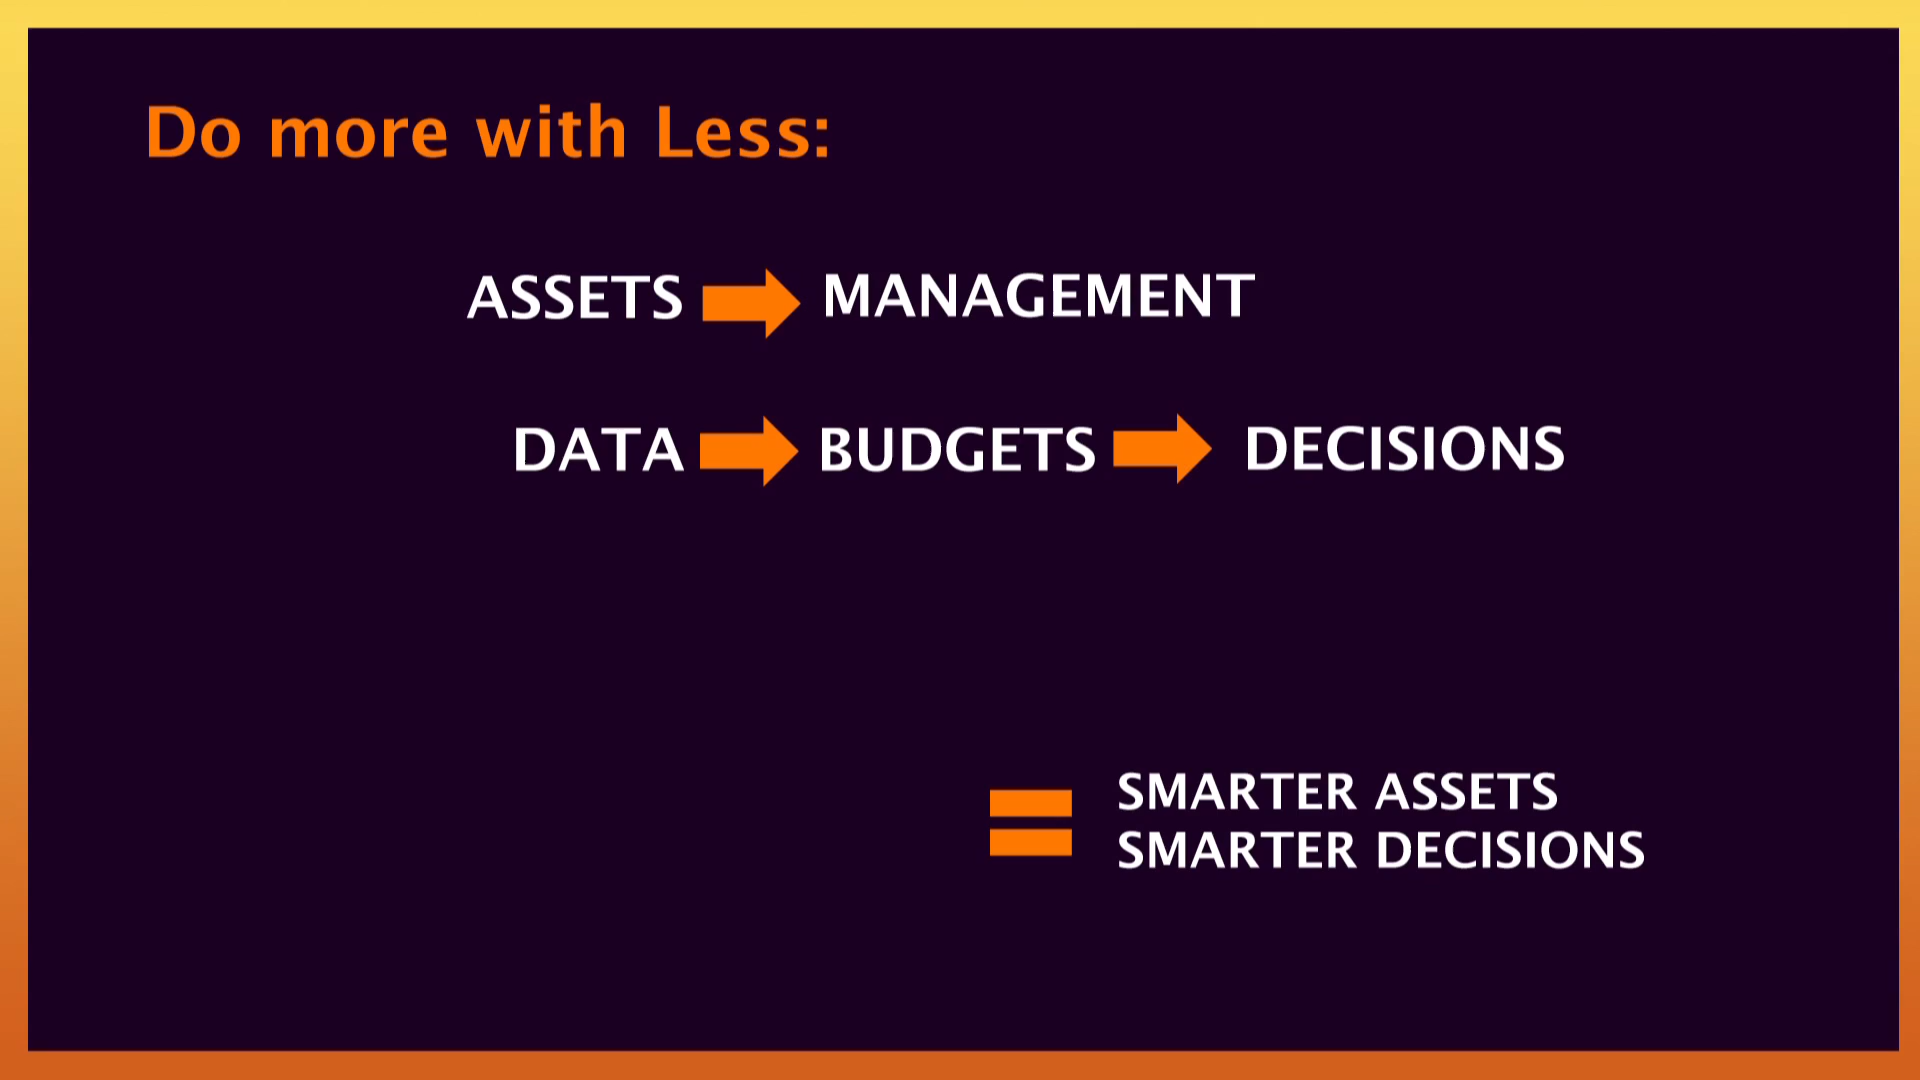 Do more with Less:
ASSETS MANAGEMENT
DATA BUDGETS DECISIONS
SMARTER ASSETS
SMARTER DECISIONS